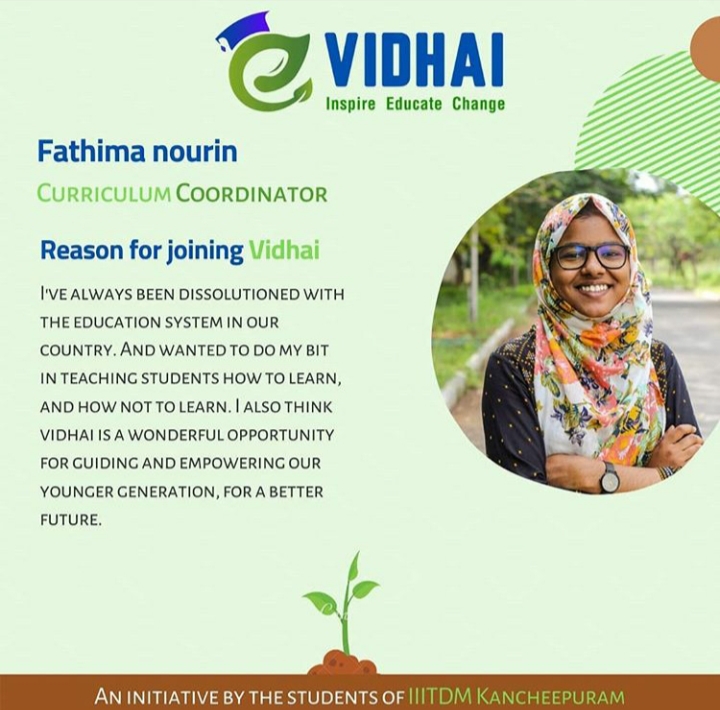 VIDHAI
Inspire Educate Change
Fathima nourin
CURRICULUM COORDINATOR
Reason for joining Vidhai
I'VE ALWAYS BEEN DISSOLUTIONED WITH
THE EDUCATION SYSTEM IN OUR
COUNTRY. AND WANTED TO DO MY BIT
IN TEACHING STUDENTS HOW TO LEARN,
AND HOW NOT TO LEARN. I ALSO THINK
VIDHAI IS A WONDERFUL OPPORTUNITY
FOR GUIDING AND EMPOWERING OUR
YOUNGER GENERATION, FOR A BETTER
FUTURE.
AN INITIATIVE BY THE STUDENTS OF IIITDM KANCHEEPURAM